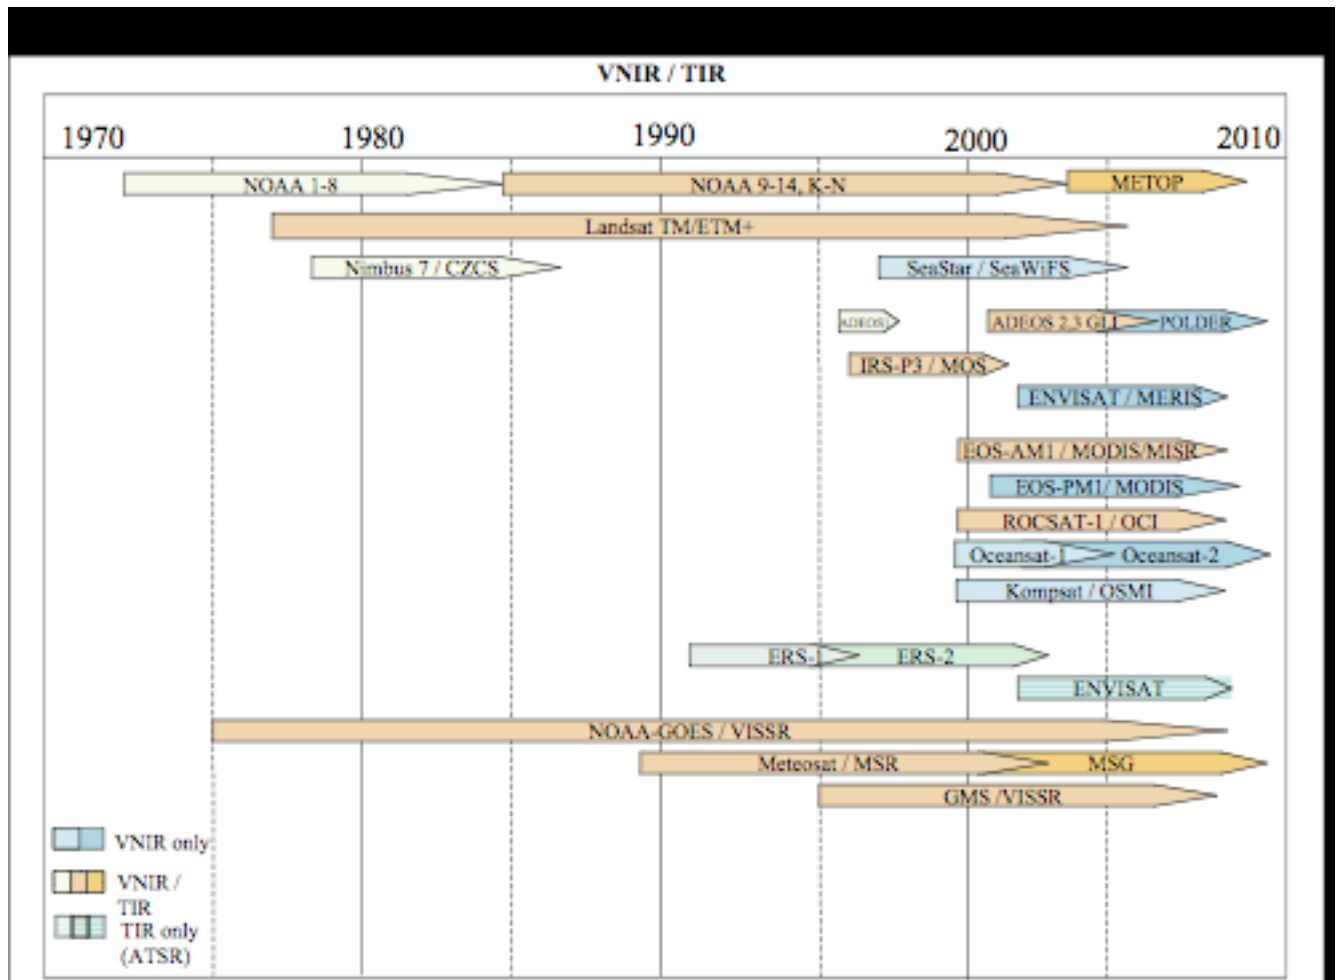 VNIR / TIR
1970 1980 1990 2000 2010
NOAA 1-8 NOAA 9-14, K-N METOP
Landsat TM/ETM+
Nimbus 7 / CZCS SeaStar / SeaWiFS
ADEOS ADEOS 2,3 GLI POLDER
IRS-P3 / MOS
ENVISAT / MERIS
EOS-AM1 / MODIS/MISR
EOS-PM1/ MODIS
ROCSAT-1 / OCI
Oceansat-1 Oceansat-2
Kompsat / OSMI
ERS-1 ERS-2
ENVISAT
NOAA-GOES / VISSR
Meteosat / MSR MSG
GMS /VISSR
VNIR only
VNIR /
TIR
TIR only
(ATSR)